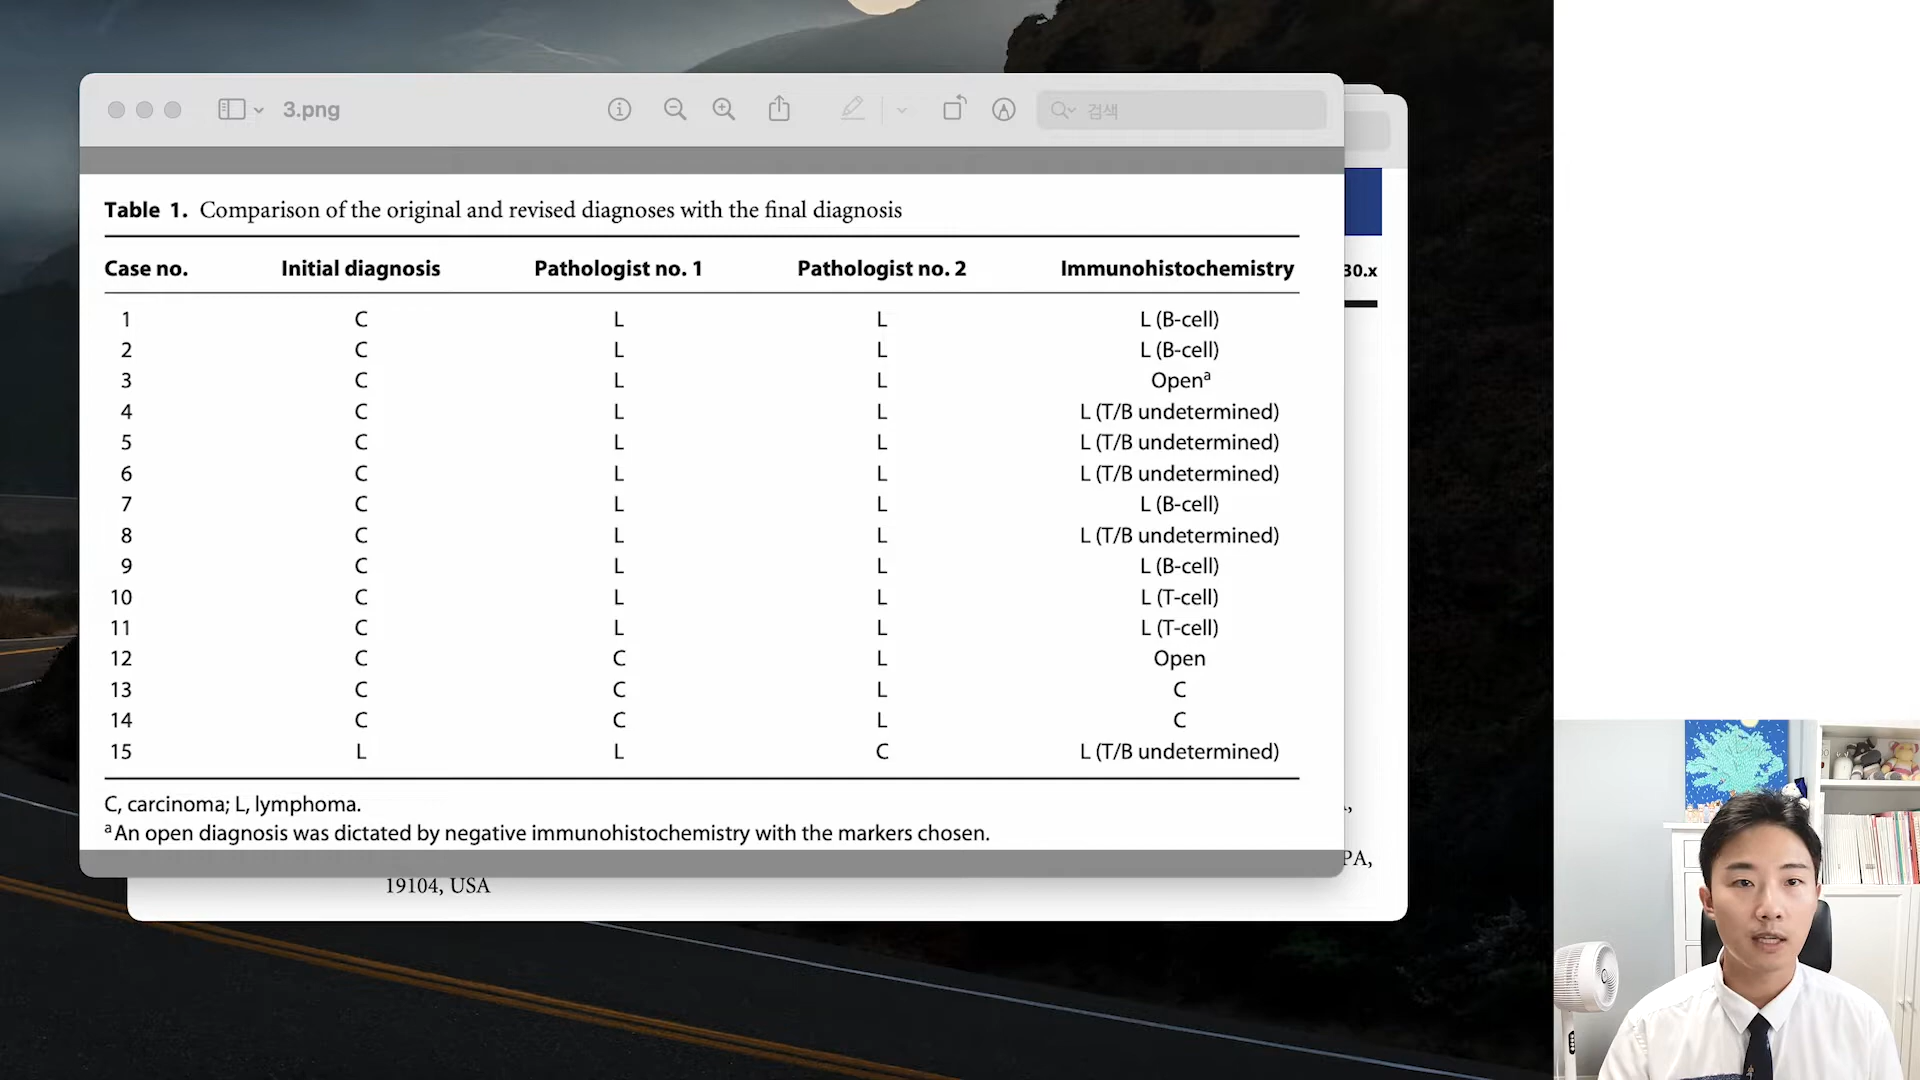 3.png
검색
Table 1. Comparison of the original and revised diagnoses with the final diagnosis
Case no. Initial diagnosis Pathologist no. 1 Pathologist no. 2 Immunohistochemistry
1 C L L L (B-cell)
2 C L L L (B-cell)
3 C L L Openᵃ
4 C L L L (T/B undetermined)
5 C L L L (T/B undetermined)
6 C L L L (T/B undetermined)
7 C L L L (B-cell)
8 C L L L (T/B undetermined)
9 C L L L (B-cell)
10 C L L L (T-cell)
11 C L L L (T-cell)
12 C C L Open
13 C C L C
14 C C L C
15 L L C L (T/B undetermined)
C, carcinoma; L, lymphoma.
ᵃAn open diagnosis was dictated by negative immunohistochemistry with the markers chosen.
30.x
PA,
19104, USA